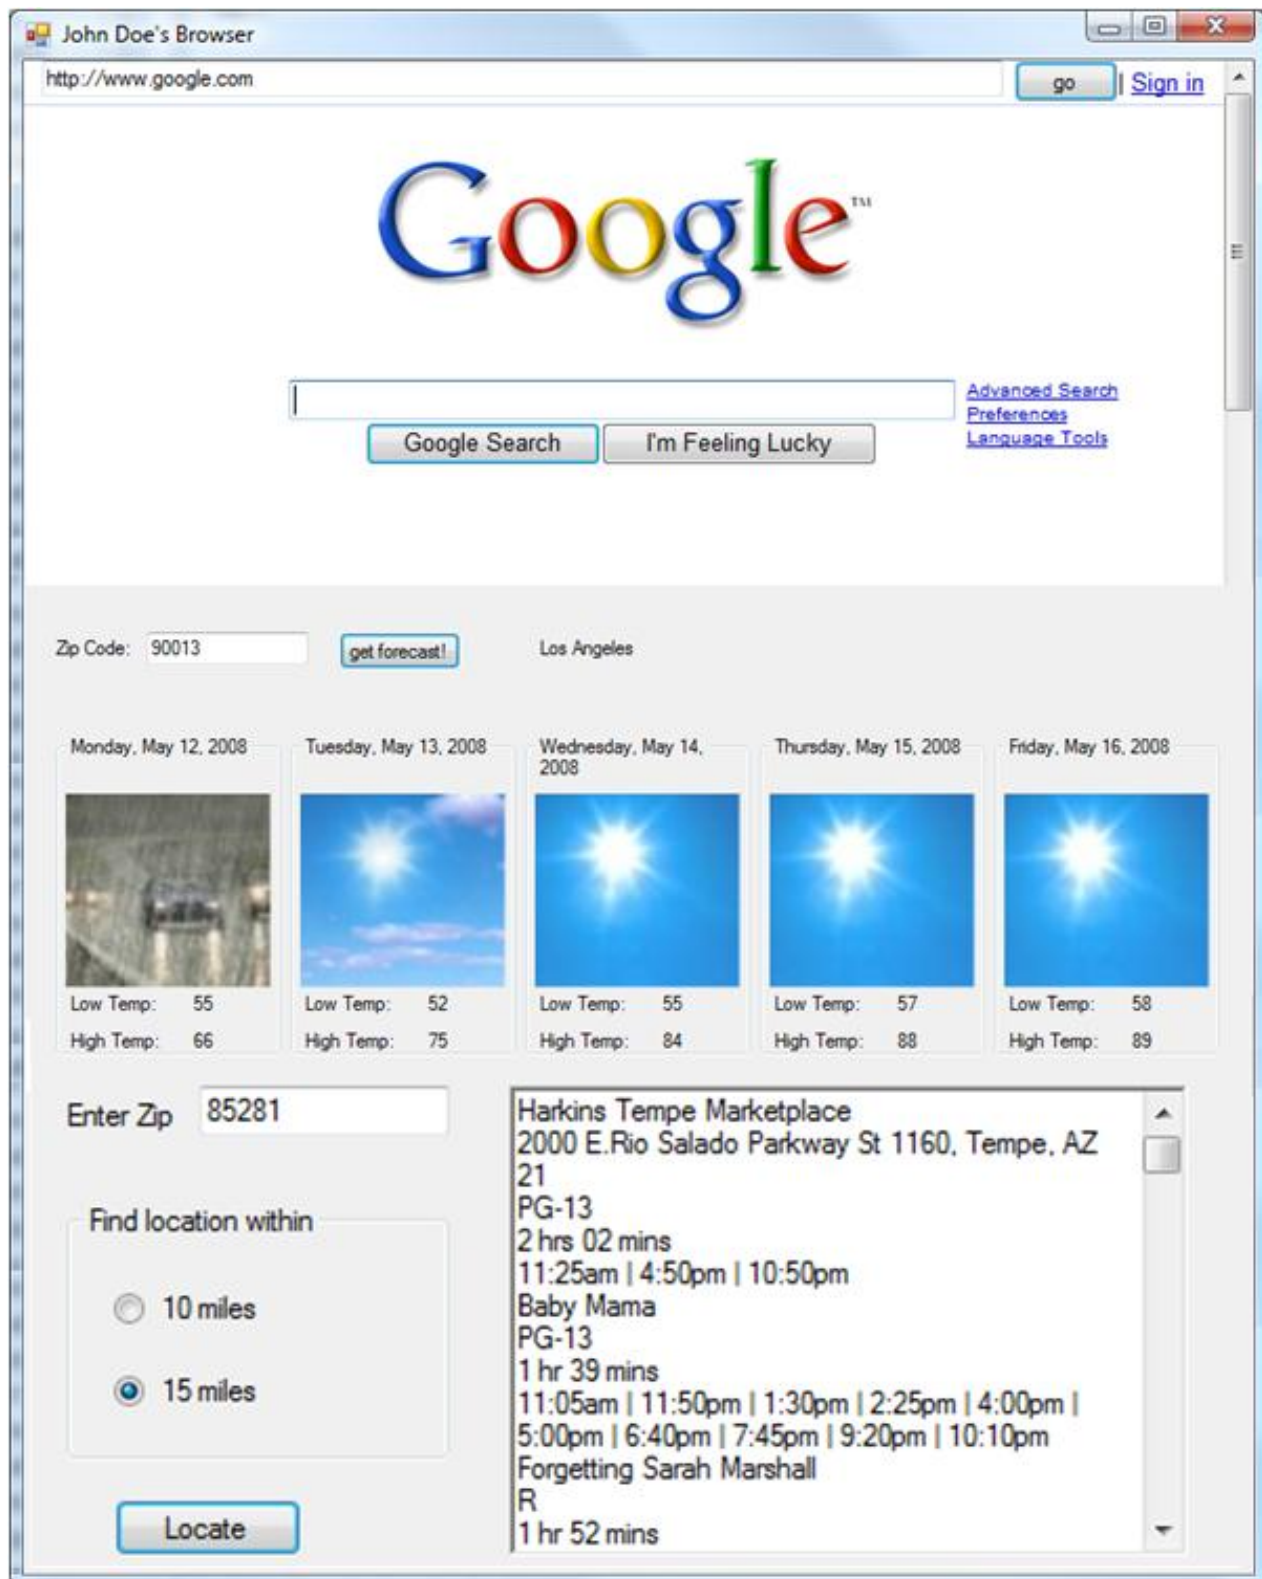 John Doe's Browser
http://www.google.com
go
| Sign in
Google™
Advanced Search
Preferences
Language Tools
Google Search
I'm Feeling Lucky
Zip Code:
90013
get forecast!
Los Angeles
Monday, May 12, 2008
Low Temp: 55
High Temp: 66
Tuesday, May 13, 2008
Low Temp: 52
High Temp: 75
Wednesday, May 14,
2008
Low Temp: 55
High Temp: 84
Thursday, May 15, 2008
Low Temp: 57
High Temp: 88
Friday, May 16, 2008
Low Temp: 58
High Temp: 89
Enter Zip
85281
Find location within
10 miles
15 miles
Locate
Harkins Tempe Marketplace
2000 E.Rio Salado Parkway St 1160, Tempe, AZ
21
PG-13
2 hrs 02 mins
11:25am | 4:50pm | 10:50pm
Baby Mama
PG-13
1 hr 39 mins
11:05am | 11:50pm | 1:30pm | 2:25pm | 4:00pm |
5:00pm | 6:40pm | 7:45pm | 9:20pm | 10:10pm
Forgetting Sarah Marshall
R
1 hr 52 mins